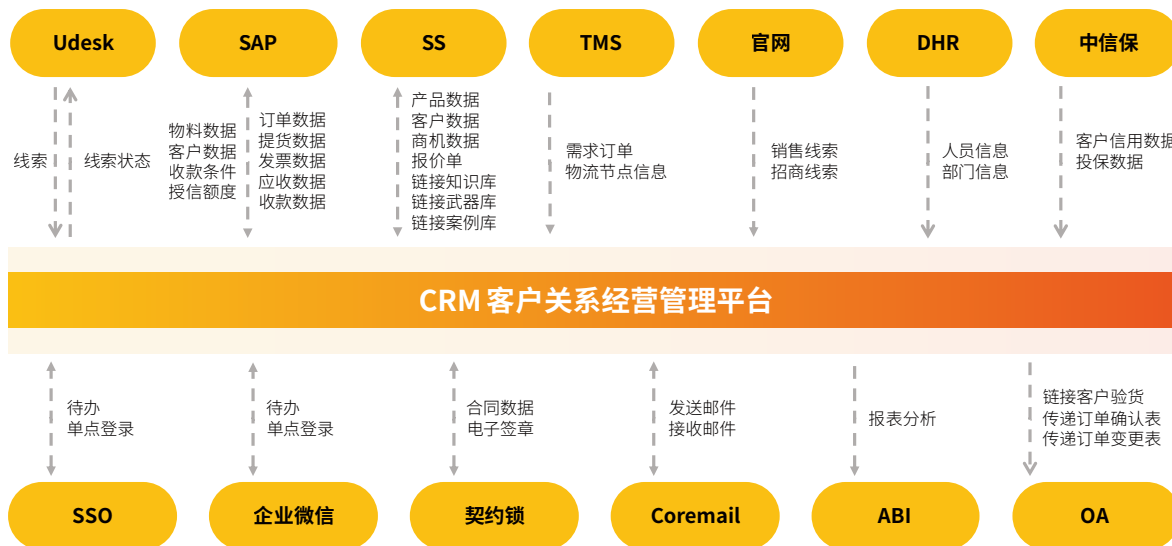 Udesk
SAP
SS
TMS
官网
DHR
中信保
线索
线索状态
物料数据
客户数据
收款条件
授信额度
订单数据
提货数据
发票数据
应收数据
收款数据
产品数据
客户数据
商机数据
报价单
链接知识库
链接武器库
链接案例库
需求订单
物流节点信息
销售线索
招商线索
人员信息
部门信息
客户信用数据
投保数据
CRM 客户关系经营管理平台
待办
单点登录
待办
单点登录
合同数据
电子签章
发送邮件
接收邮件
报表分析
链接客户验货
传递订单确认表
传递订单变更表
SSO
企业微信
契约锁
Coremail
ABI
OA